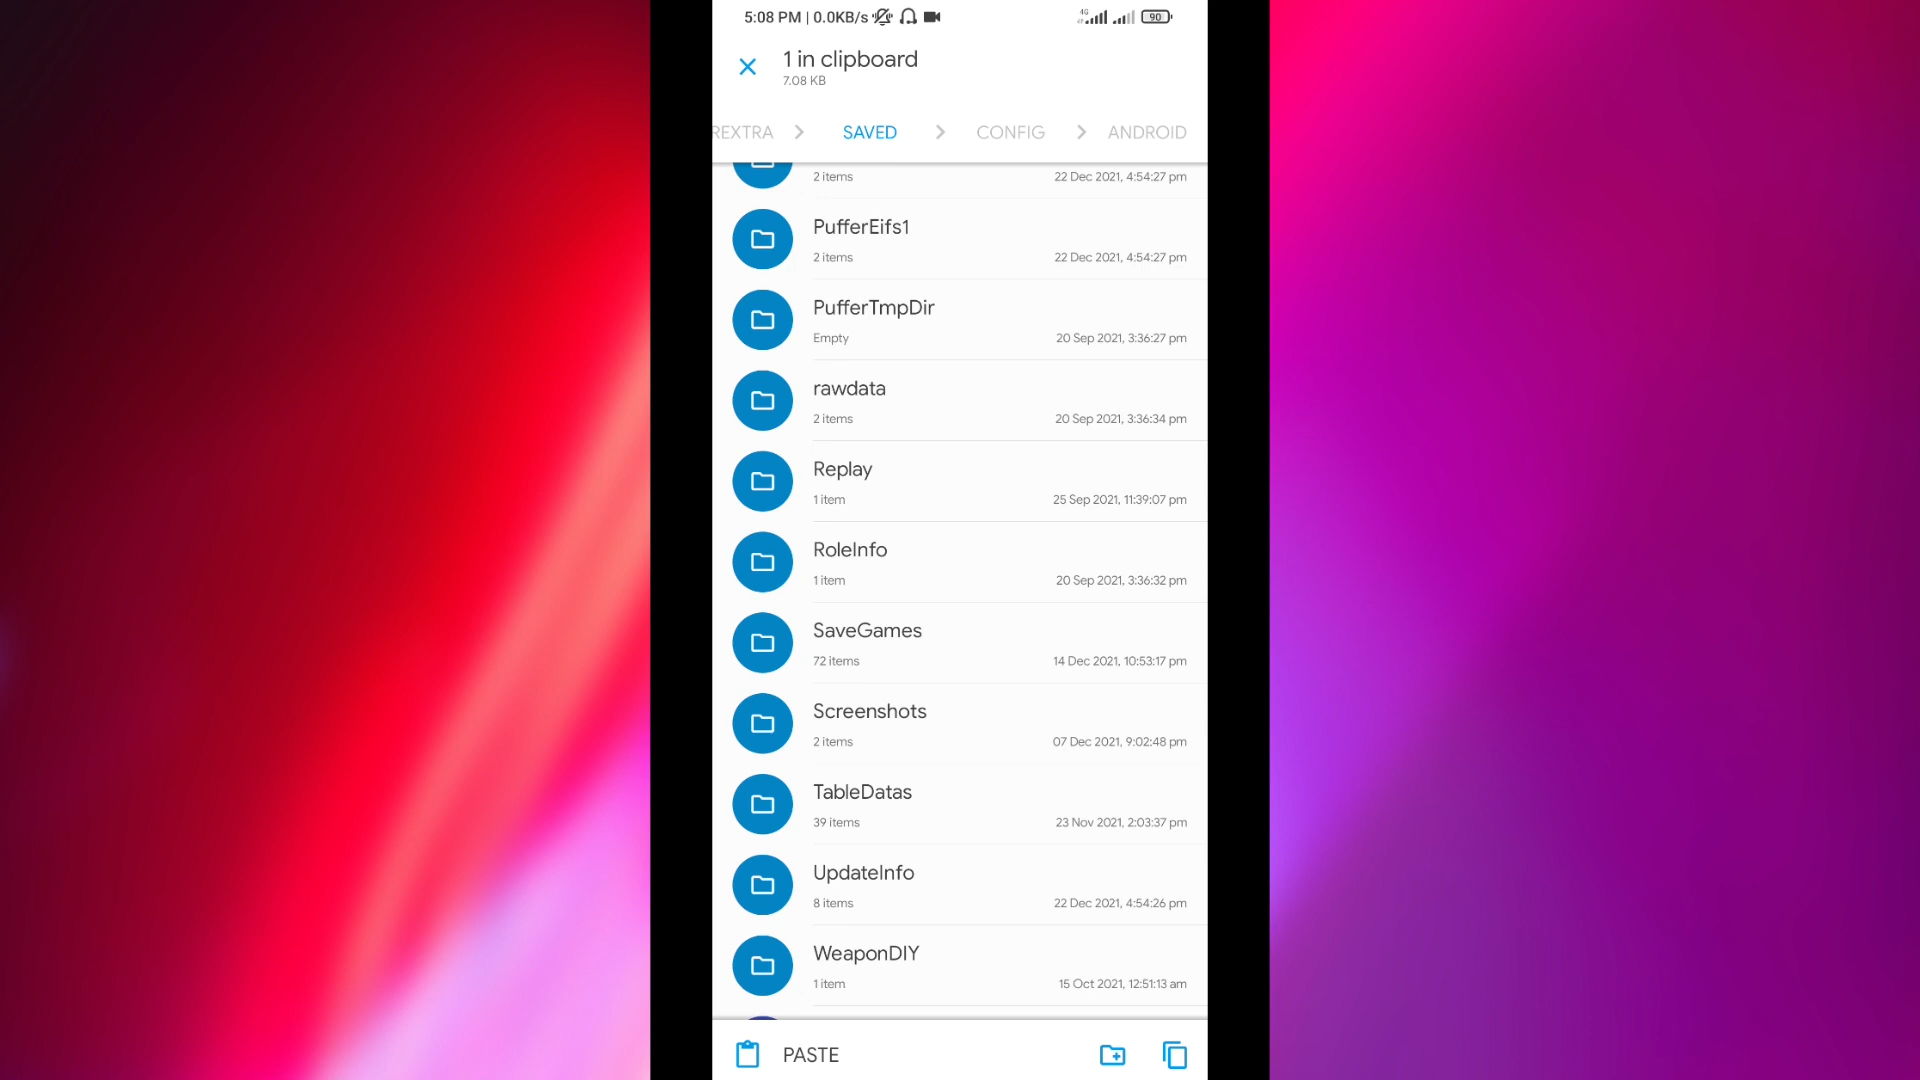 5:08 PM | 0.0KB/s 4G 90
1 in clipboard
7.08 KB
REXTRA > SAVED > CONFIG > ANDROID
2 items 22 Dec 2021, 4:54:27 pm
PufferEifs1
2 items 22 Dec 2021, 4:54:27 pm
PufferTmpDir
Empty 20 Sep 2021, 3:36:27 pm
rawdata
2 items 20 Sep 2021, 3:36:34 pm
Replay
1 item 25 Sep 2021, 11:39:07 pm
RoleInfo
1 item 20 Sep 2021, 3:36:32 pm
SaveGames
72 items 14 Dec 2021, 10:53:17 pm
Screenshots
2 items 07 Dec 2021, 9:02:48 pm
TableDatas
39 items 23 Nov 2021, 2:03:37 pm
UpdateInfo
8 items 22 Dec 2021, 4:54:26 pm
WeaponDIY
1 item 15 Oct 2021, 12:51:13 am
PASTE